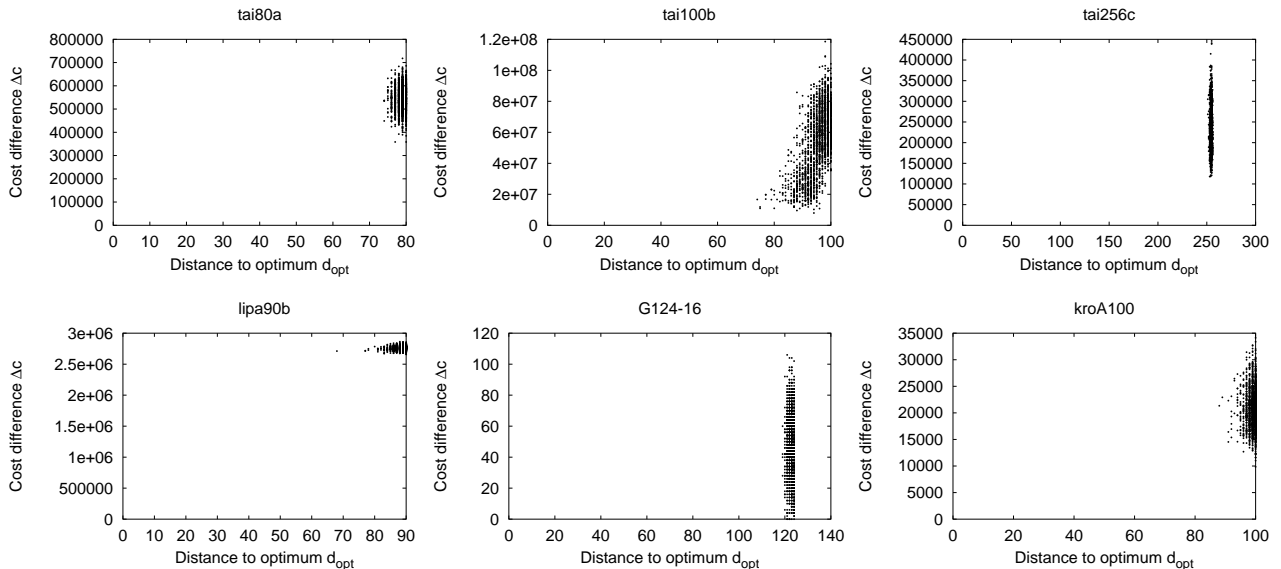 tai80a
800000
700000
600000
500000
400000
300000
200000
100000
0
Cost difference Δc
0 10 20 30 40 50 60 70 80
Distance to optimum d_opt
tai100b
1.2e+08
1e+08
8e+07
6e+07
4e+07
2e+07
0
Cost difference Δc
0 20 40 60 80 100
Distance to optimum d_opt
tai256c
450000
400000
350000
300000
250000
200000
150000
100000
50000
0
Cost difference Δc
0 50 100 150 200 250 300
Distance to optimum d_opt
lipa90b
3e+06
2.5e+06
2e+06
1.5e+06
1e+06
500000
0
Cost difference Δc
0 10 20 30 40 50 60 70 80 90
Distance to optimum d_opt
G124-16
120
100
80
60
40
20
0
Cost difference Δc
0 20 40 60 80 100 120 140
Distance to optimum d_opt
kroA100
35000
30000
25000
20000
15000
10000
5000
0
Cost difference Δc
0 20 40 60 80 100
Distance to optimum d_opt